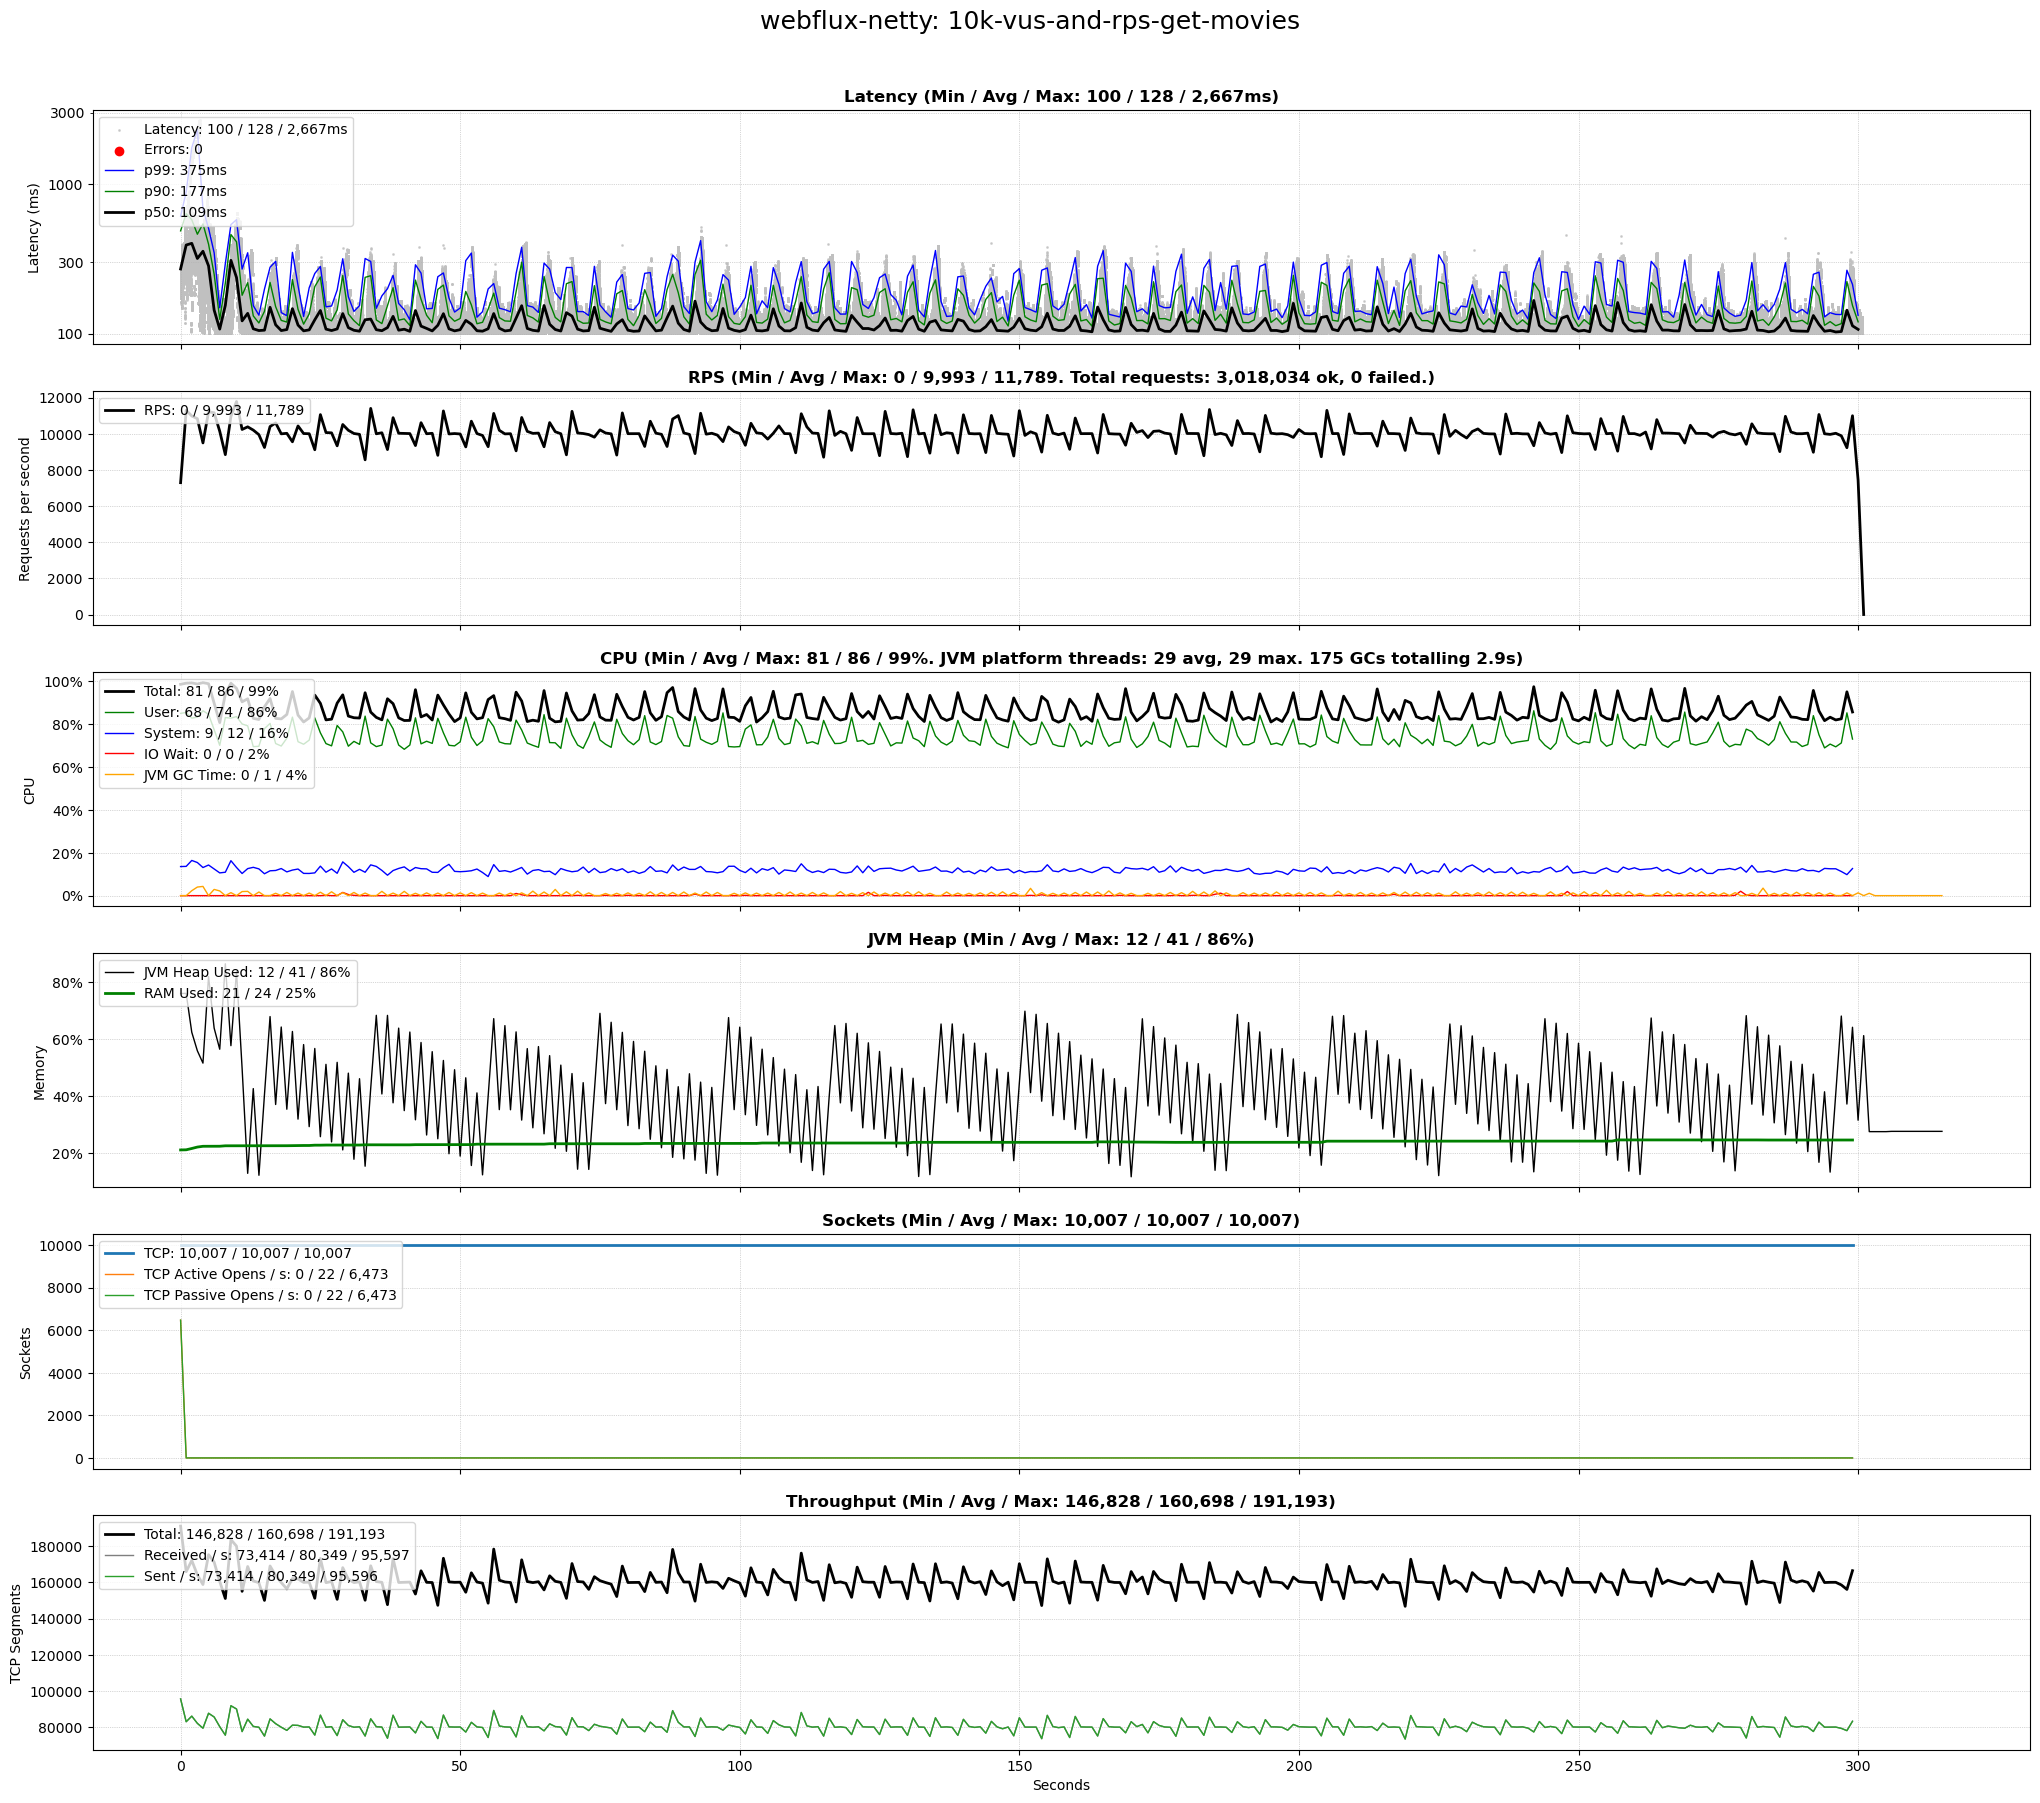 webflux-netty: 10k-vus-and-rps-get-movies
Latency (Min / Avg / Max: 100 / 128 / 2,667ms)
Latency (ms)
3000
1000
300
100
Latency: 100 / 128 / 2,667ms
Errors: 0
p99: 375ms
p90: 177ms
p50: 109ms
RPS (Min / Avg / Max: 0 / 9,993 / 11,789. Total requests: 3,018,034 ok, 0 failed.)
Requests per second
12000
10000
8000
6000
4000
2000
0
RPS: 0 / 9,993 / 11,789
CPU (Min / Avg / Max: 81 / 86 / 99%. JVM platform threads: 29 avg, 29 max. 175 GCs totalling 2.9s)
CPU
100%
80%
60%
40%
20%
0%
Total: 81 / 86 / 99%
User: 68 / 74 / 86%
System: 9 / 12 / 16%
IO Wait: 0 / 0 / 2%
JVM GC Time: 0 / 1 / 4%
JVM Heap (Min / Avg / Max: 12 / 41 / 86%)
Memory
80%
60%
40%
20%
JVM Heap Used: 12 / 41 / 86%
RAM Used: 21 / 24 / 25%
Sockets (Min / Avg / Max: 10,007 / 10,007 / 10,007)
Sockets
10000
8000
6000
4000
2000
0
TCP: 10,007 / 10,007 / 10,007
TCP Active Opens / s: 0 / 22 / 6,473
TCP Passive Opens / s: 0 / 22 / 6,473
Throughput (Min / Avg / Max: 146,828 / 160,698 / 191,193)
TCP Segments
180000
160000
140000
120000
100000
80000
Total: 146,828 / 160,698 / 191,193
Received / s: 73,414 / 80,349 / 95,597
Sent / s: 73,414 / 80,349 / 95,596
0 50 100 150 200 250 300
Seconds